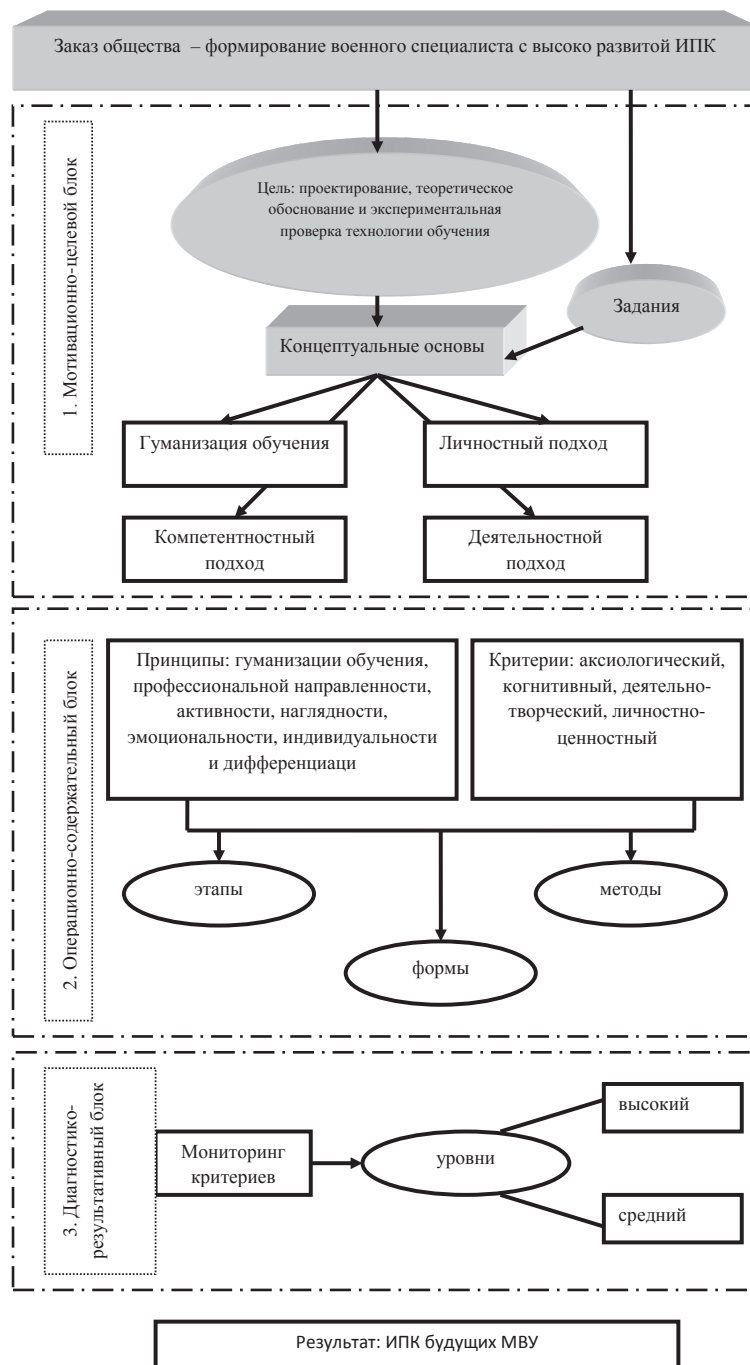 Заказ общества – формирование военного специалиста с высоко развитой ИПК
1. Мотивационно-целевой блок
Цель: проектирование, теоретическое
обоснование и экспериментальная
проверка технологии обучения
Задания
Концептуальные основы
Гуманизация обучения
Личностный подход
Компетентностный
подход
Деятельностной
подход
2. Операционно-содержательный блок
Принципы: гуманизации обучения,
профессиональной направленности,
активности, наглядности,
эмоциональности, индивидуальности
и дифференциаци
Критерии: аксиологический,
когнитивный, деятельно-
творческий, личностно-
ценностный
этапы
методы
формы
3. Диагностико-
результативный блок
Мониторинг
критериев
уровни
высокий
средний
Результат: ИПК будущих МВУ